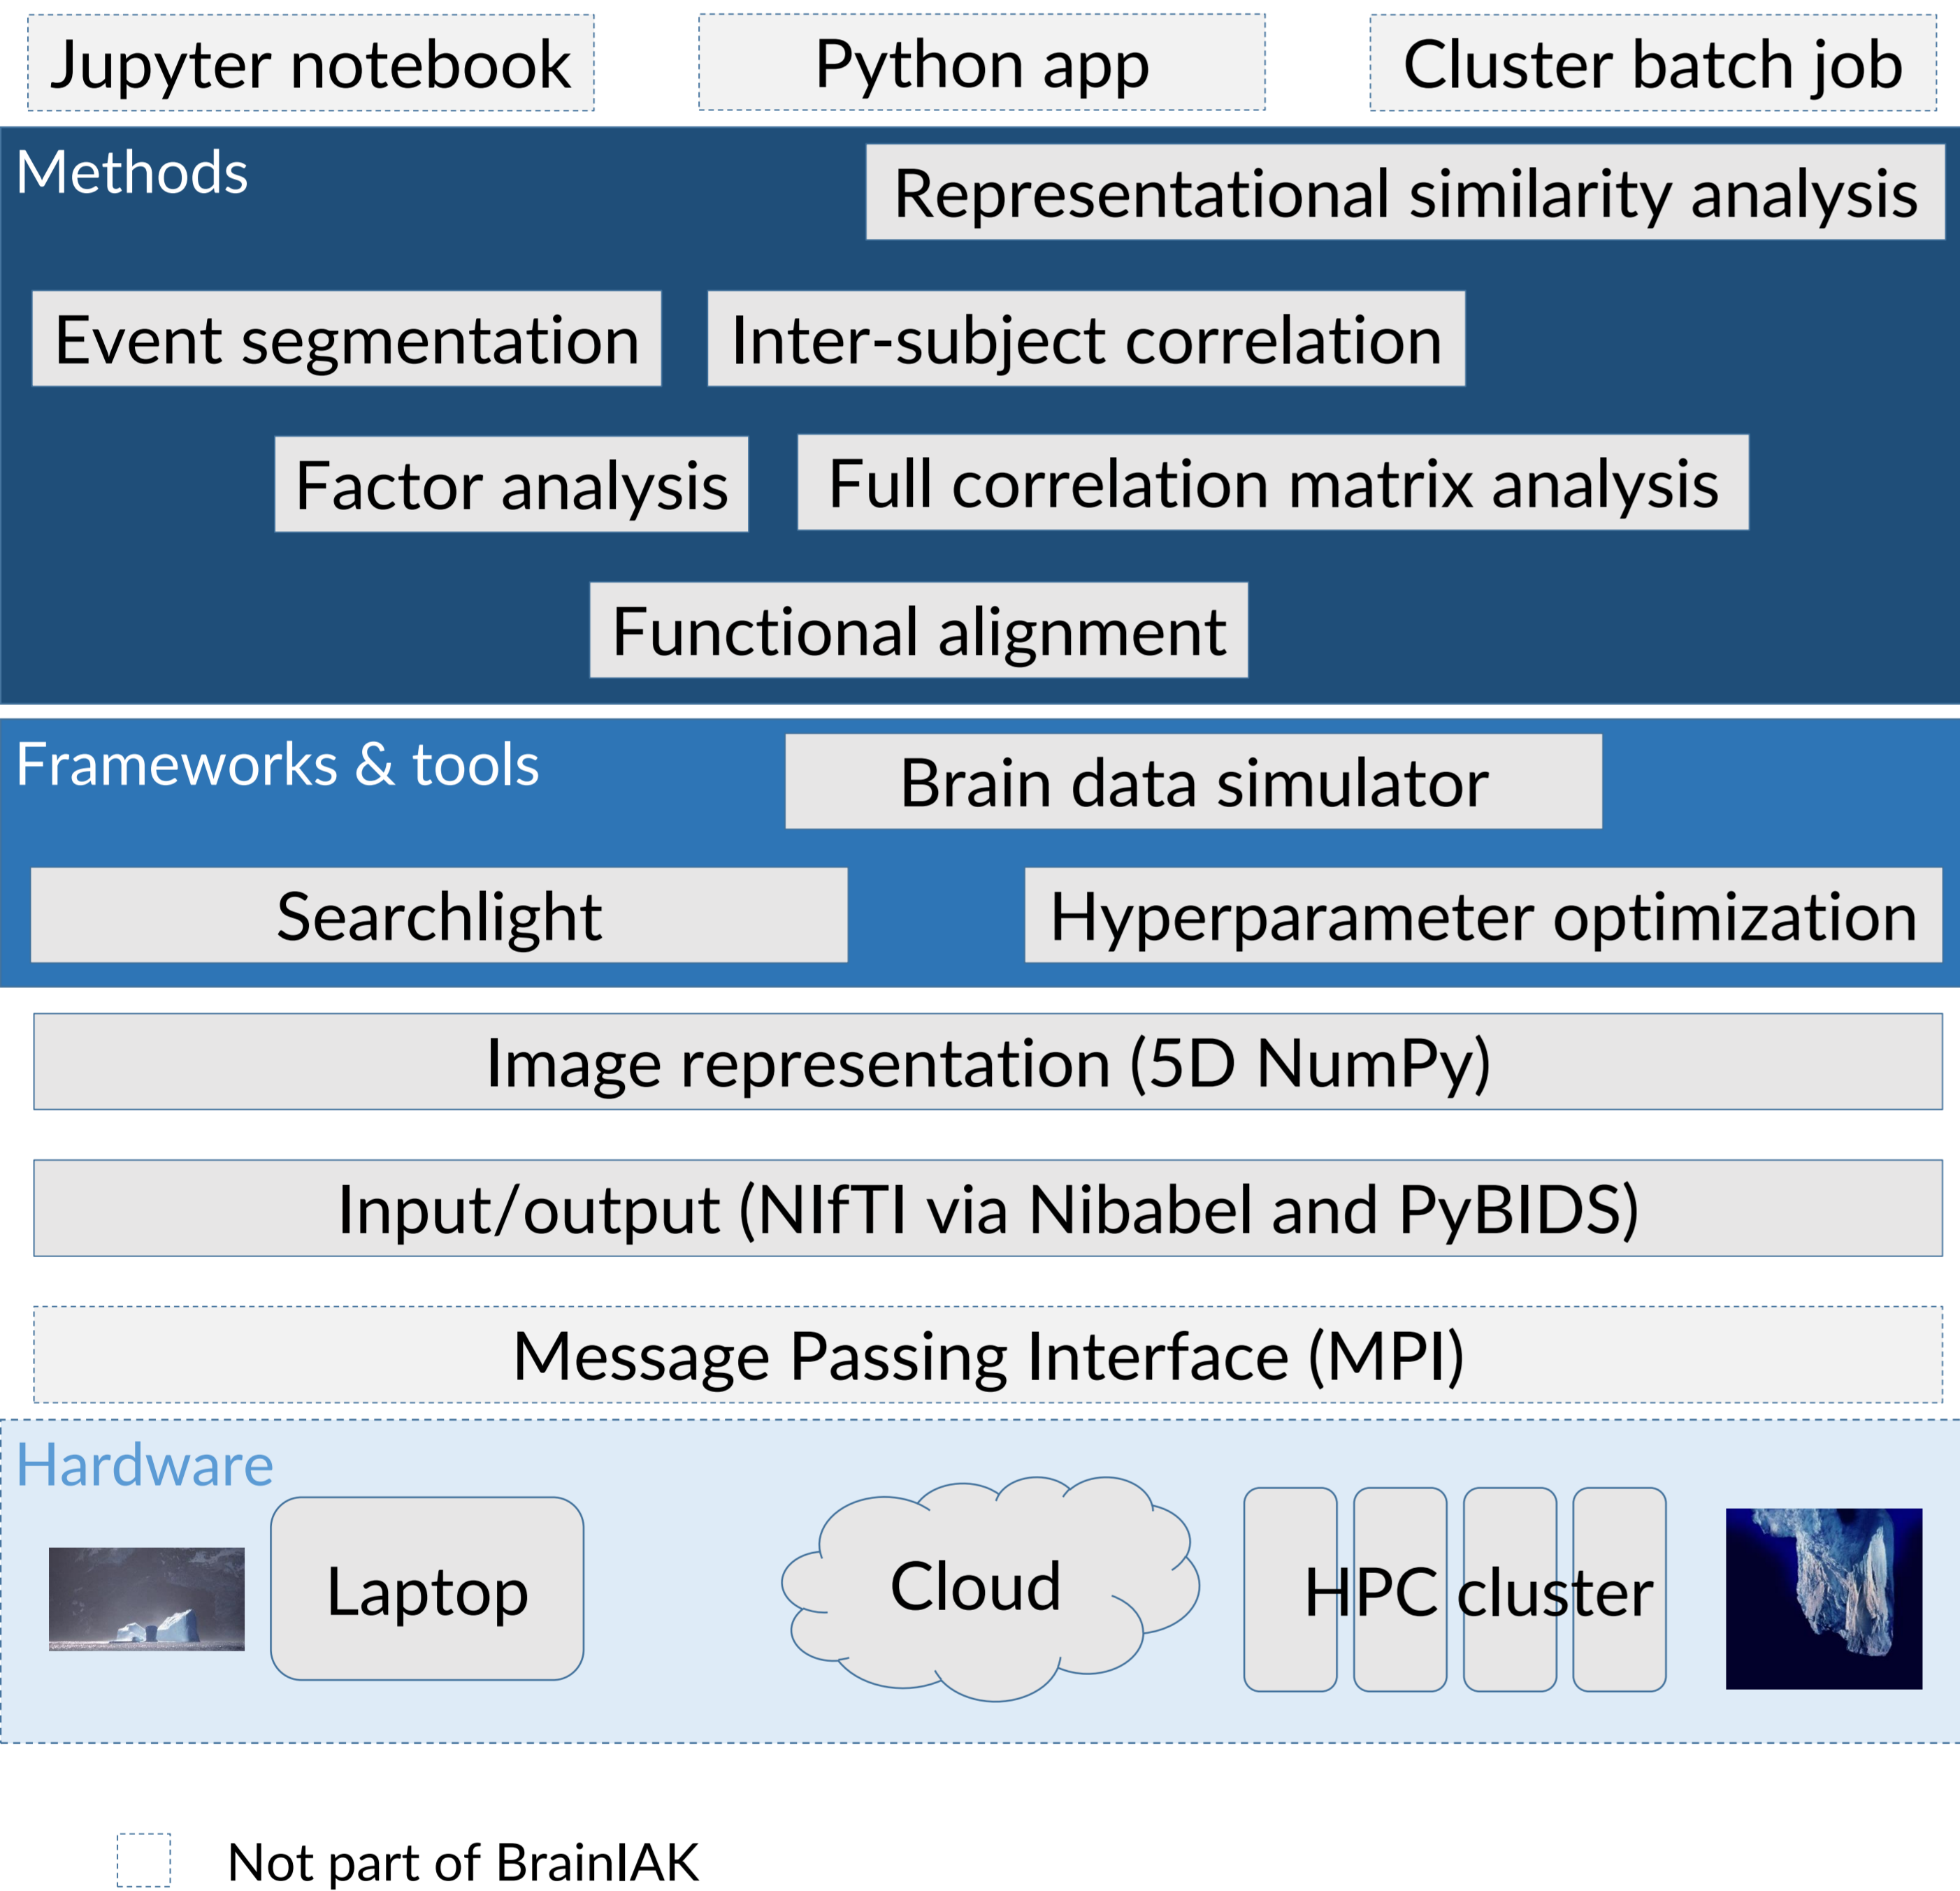 Jupyter notebook
Python app
Cluster batch job
Methods
Representational similarity analysis
Event segmentation
Inter-subject correlation
Factor analysis
Full correlation matrix analysis
Functional alignment
Frameworks & tools
Brain data simulator
Searchlight
Hyperparameter optimization
Image representation (5D NumPy)
Input/output (NIfTI via Nibabel and PyBIDS)
Message Passing Interface (MPI)
Hardware
Laptop
Cloud
HPC cluster
Not part of BrainIAK